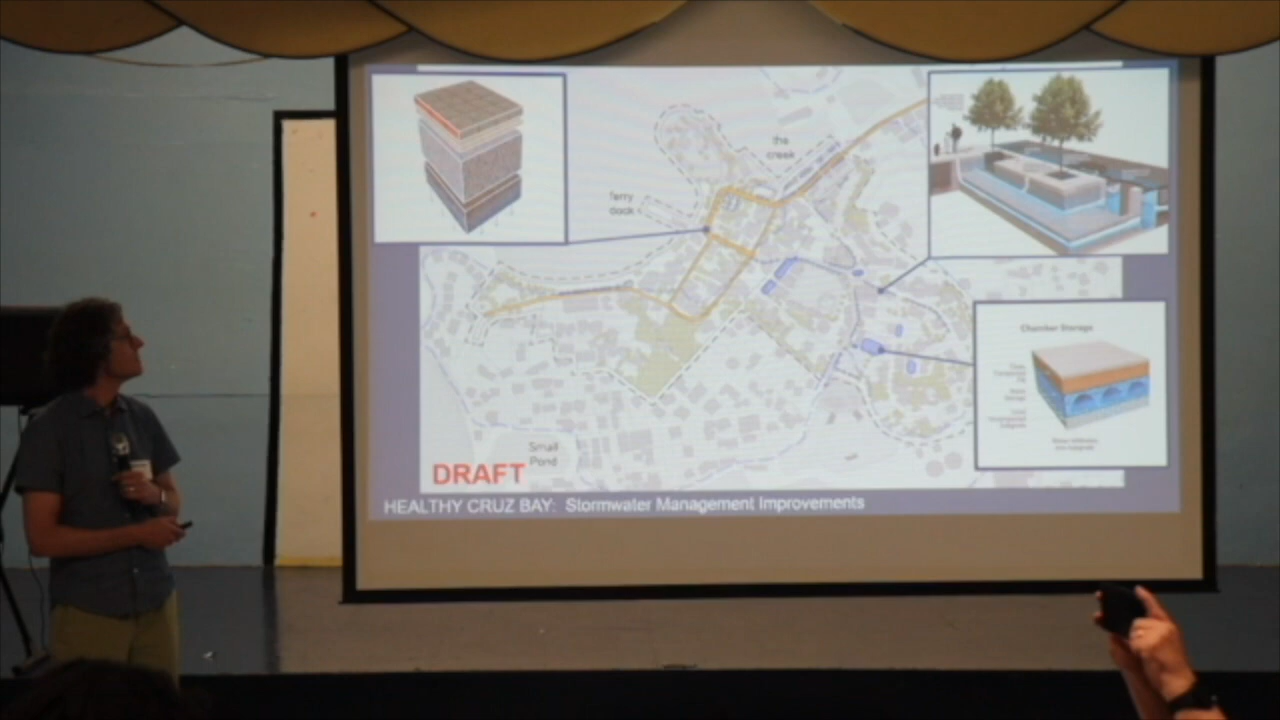 the
creek
ferry
dock
Chamber Storage
Small
Pond
DRAFT
HEALTHY CRUZ BAY: Stormwater Management Improvements